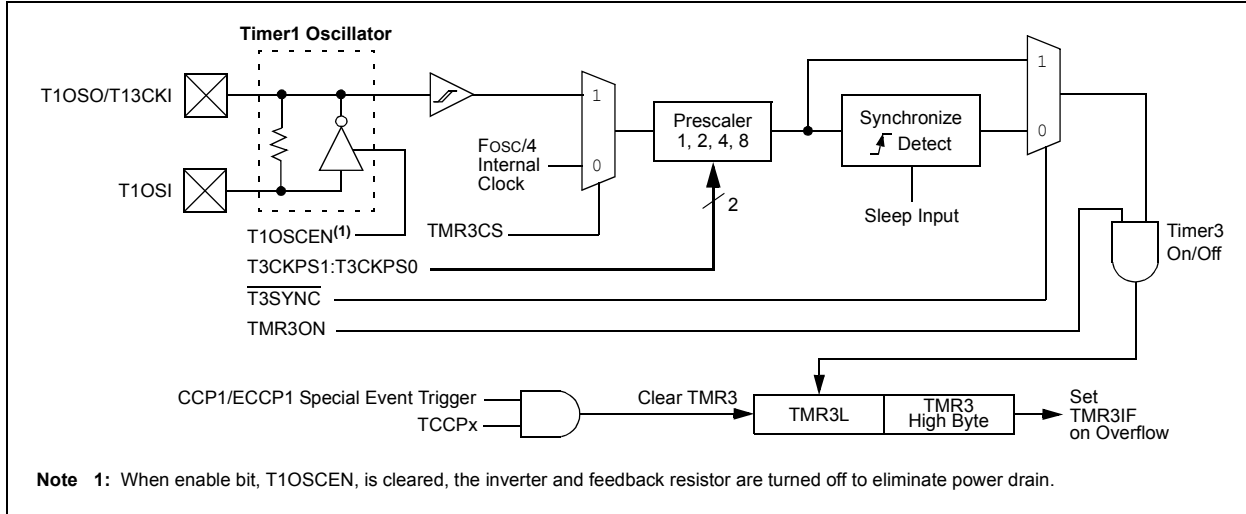 Timer1 Oscillator
T1OSO/T13CKI
T1OSI
T1OSCEN(1)
FOSC/4
Internal
Clock
1
0
TMR3CS
Prescaler
1, 2, 4, 8
2
Synchronize
Detect
Sleep Input
1
0
Timer3
On/Off
T3CKPS1:T3CKPS0
T3SYNC
TMR3ON
CCP1/ECCP1 Special Event Trigger
TCCPx
Clear TMR3
TMR3L
TMR3
High Byte
Set
TMR3IF
on Overflow
Note 1: When enable bit, T1OSCEN, is cleared, the inverter and feedback resistor are turned off to eliminate power drain.